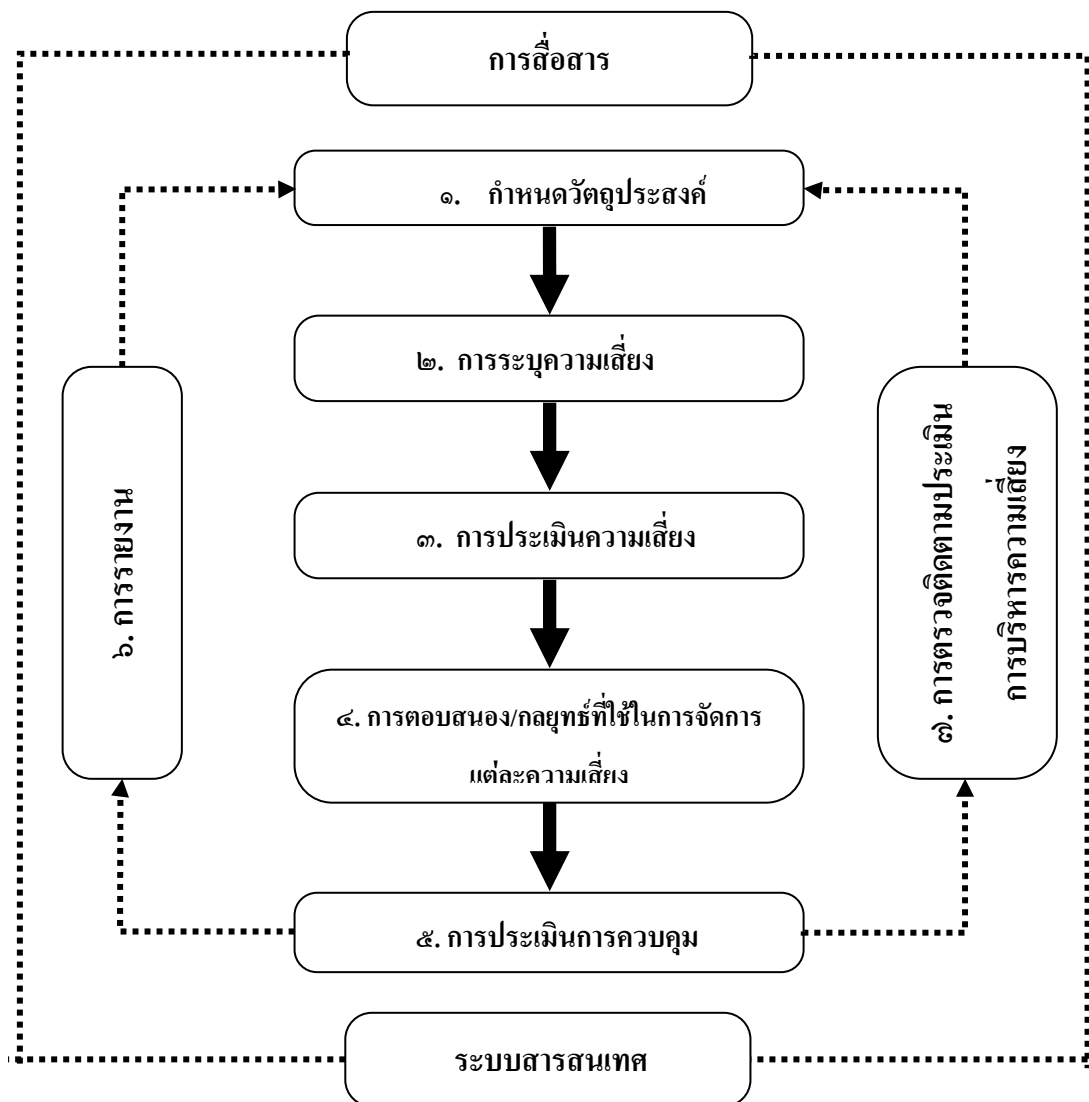 การสื่อสาร
๑. กำหนดวัตถุประสงค์
๒. การระบุความเสี่ยง
๓. การประเมินความเสี่ยง
๔. การตอบสนอง/กลยุทธ์ที่ใช้ในการจัดการ
แต่ละความเสี่ยง
๕. การประเมินการควบคุม
๖. การรายงาน
๗. การตรวจติดตามประเมิน
การบริหารความเสี่ยง
ระบบสารสนเทศ